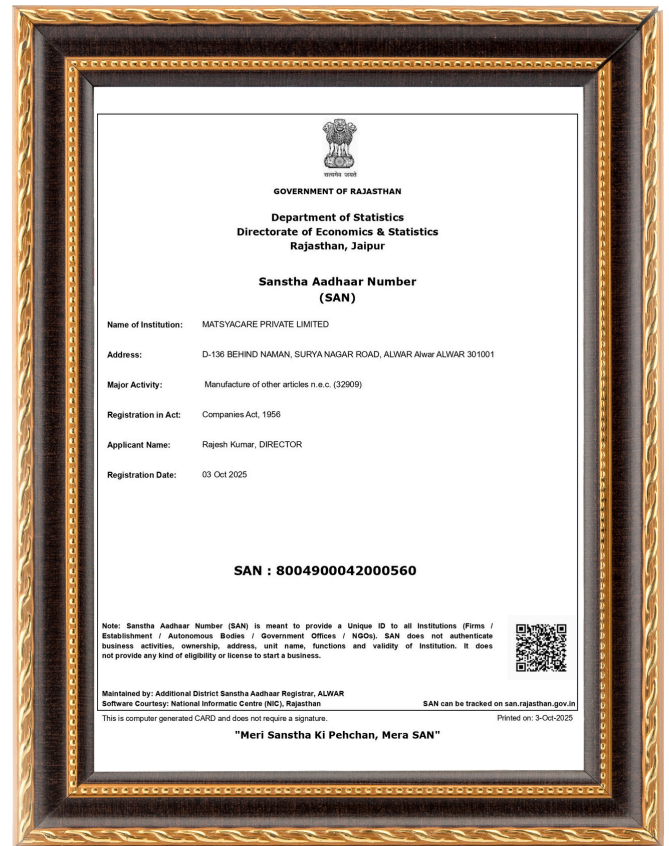 सत्यमेव जयते
GOVERNMENT OF RAJASTHAN
Department of Statistics
Directorate of Economics & Statistics
Rajasthan, Jaipur
Sanstha Aadhaar Number
(SAN)
Name of Institution: MATSYACARE PRIVATE LIMITED
Address: D-136 BEHIND NAMAN, SURYA NAGAR ROAD, ALWAR Alwar ALWAR 301001
Major Activity: Manufacture of other articles n.e.c. (32909)
Registration in Act: Companies Act, 1956
Applicant Name: Rajesh Kumar, DIRECTOR
Registration Date: 03 Oct 2025
SAN : 8004900042000560
Note: Sanstha Aadhaar Number (SAN) is meant to provide a Unique ID to all Institutions (Firms /
Establishment / Autonomous Bodies / Government Offices / NGOs). SAN does not authenticate
business activities, ownership, address, unit name, functions and validity of Institution. It does
not provide any kind of eligibility or license to start a business.
Maintained by: Additional District Sanstha Aadhaar Registrar, ALWAR
Software Courtesy: National Informatic Centre (NIC), Rajasthan SAN can be tracked on san.rajasthan.gov.in
This is computer generated CARD and does not require a signature. Printed on: 3-Oct-2025
"Meri Sanstha Ki Pehchan, Mera SAN"